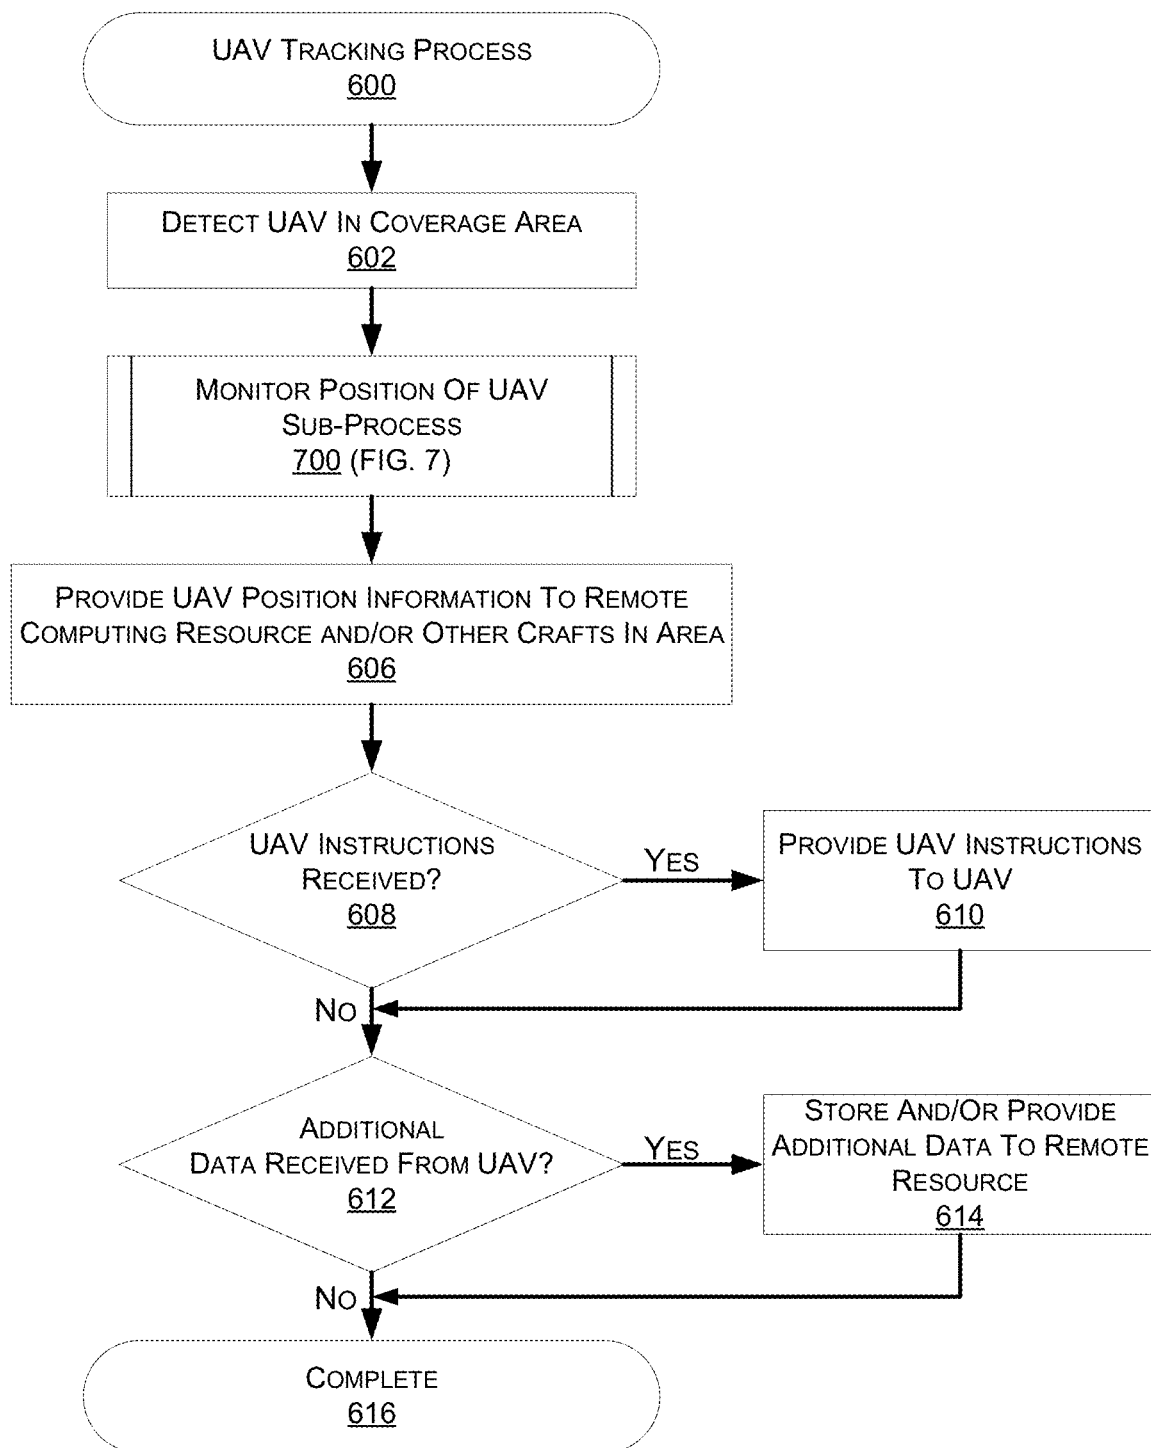 UAV TRACKING PROCESS
600
DETECT UAV IN COVERAGE AREA
602
MONITOR POSITION OF UAV
SUB-PROCESS
700 (FIG. 7)
PROVIDE UAV POSITION INFORMATION TO REMOTE
COMPUTING RESOURCE AND/OR OTHER CRAFTS IN AREA
606
UAV INSTRUCTIONS
RECEIVED?
608
YES
PROVIDE UAV INSTRUCTIONS
TO UAV
610
NO
ADDITIONAL
DATA RECEIVED FROM UAV?
612
YES
STORE AND/OR PROVIDE
ADDITIONAL DATA TO REMOTE
RESOURCE
614
NO
COMPLETE
616